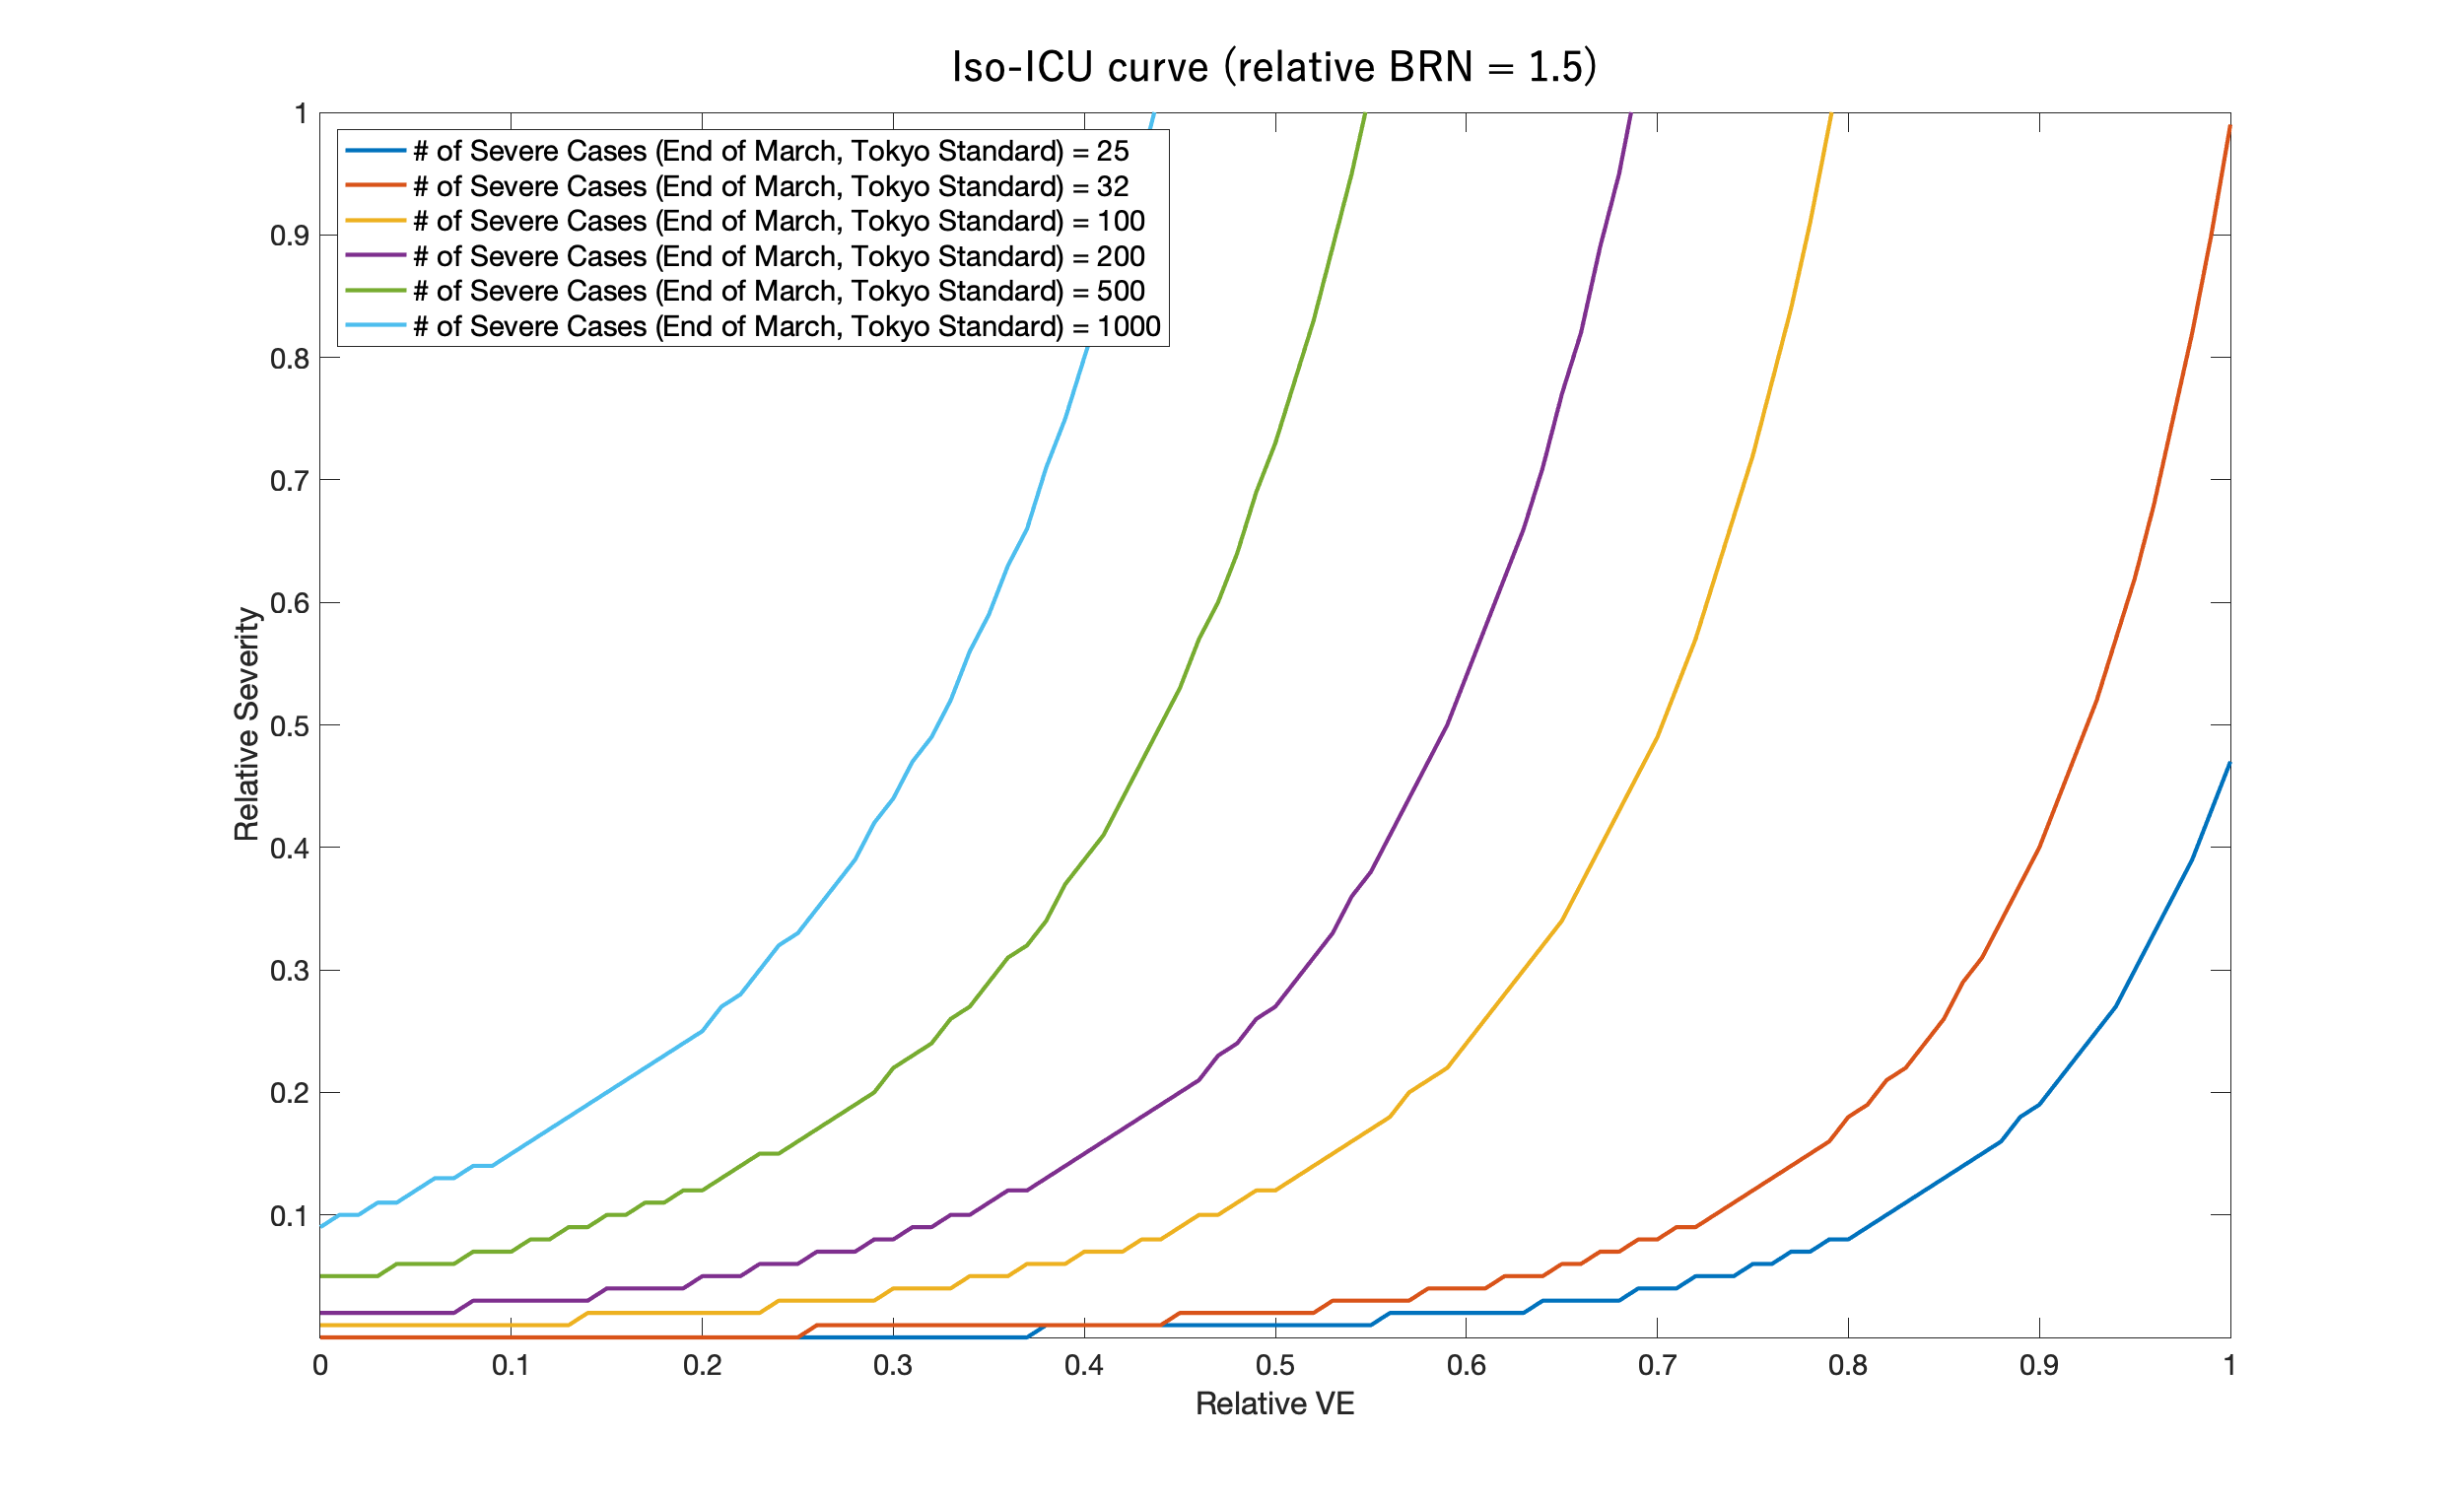 Iso-ICU curve (relative BRN = 1.5)
# of Severe Cases (End of March, Tokyo Standard) = 25
# of Severe Cases (End of March, Tokyo Standard) = 32
# of Severe Cases (End of March, Tokyo Standard) = 100
# of Severe Cases (End of March, Tokyo Standard) = 200
# of Severe Cases (End of March, Tokyo Standard) = 500
# of Severe Cases (End of March, Tokyo Standard) = 1000
1
0.9
0.8
0.7
0.6
0.5
0.4
0.3
0.2
0.1
Relative Severity
0 0.1 0.2 0.3 0.4 0.5 0.6 0.7 0.8 0.9 1
Relative VE